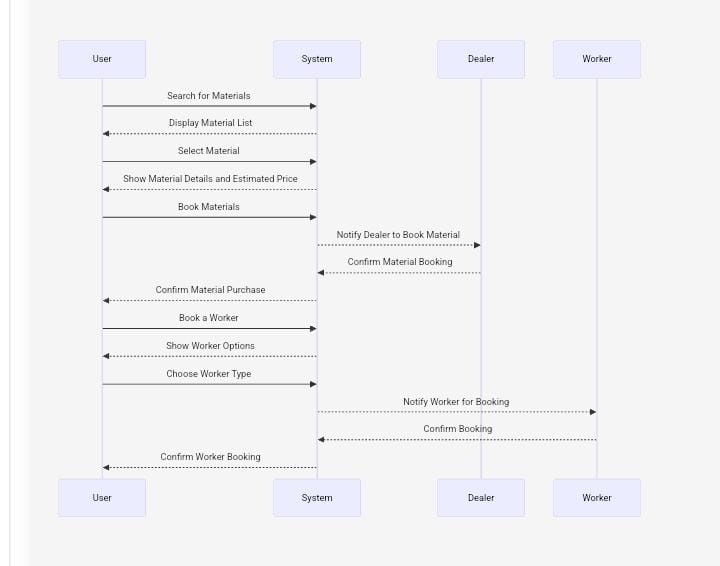 User
System
Dealer
Worker
Search for Materials
Display Material List
Select Material
Show Material Details and Estimated Price
Book Materials
Notify Dealer to Book Material
Confirm Material Booking
Confirm Material Purchase
Book a Worker
Show Worker Options
Choose Worker Type
Notify Worker for Booking
Confirm Booking
Confirm Worker Booking
User
System
Dealer
Worker